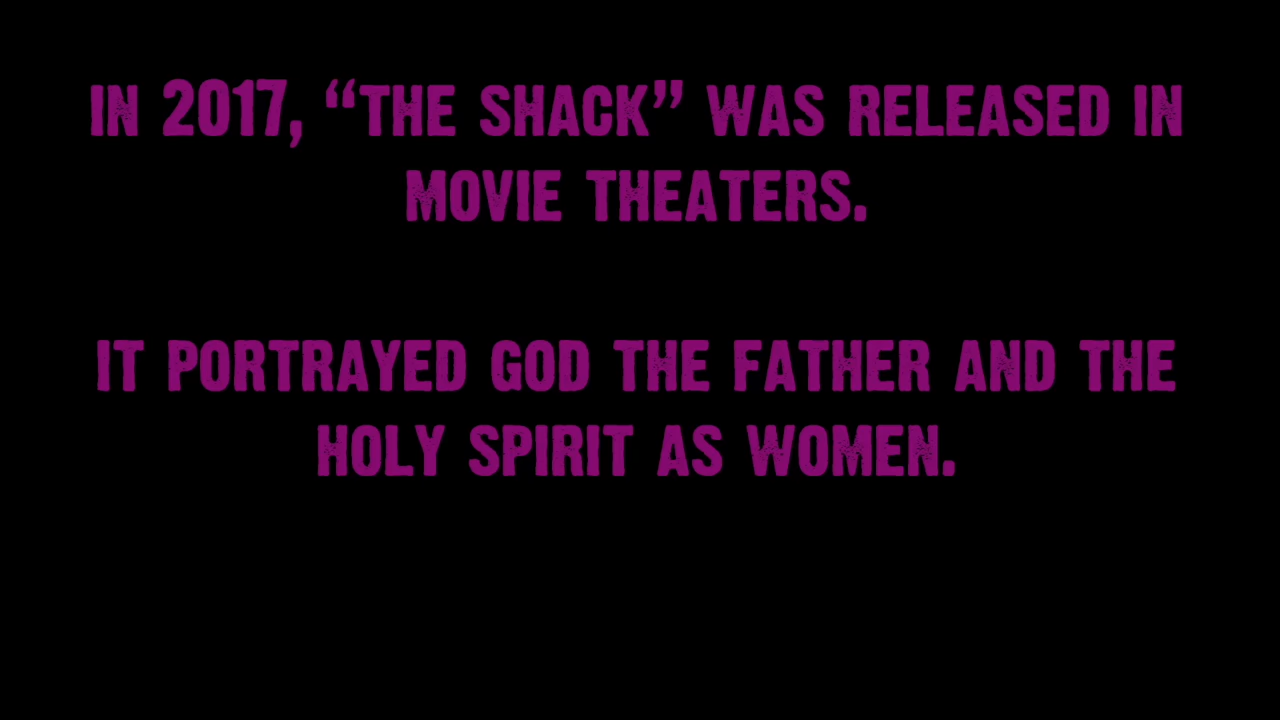 IN 2017, “THE SHACK” WAS RELEASED IN
MOVIE THEATERS.
IT PORTRAYED GOD THE FATHER AND THE
HOLY SPIRIT AS WOMEN.